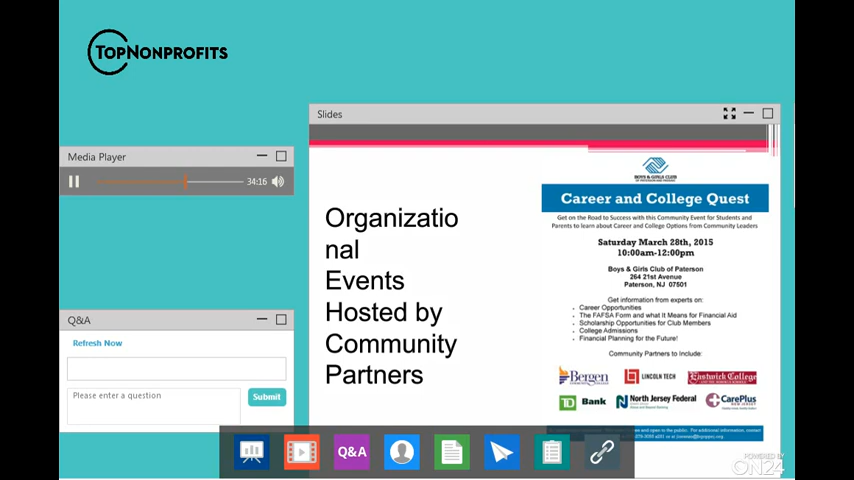 TOPNONPROFITS
Slides
Media Player
34:16
Organizatio
nal
Events
Hosted by
Community
Partners
BOYS & GIRLS CLUB
Career and College Quest
Get on the Road to Success with this Community Event for Students and
Parents to learn about Career and College Options from Community Leaders
Saturday March 28th, 2015
10:00am-12:00pm
Boys & Girls Club of Paterson
264 21st Avenue
Paterson, NJ 07501
Get information from experts on:
Career Opportunities
The FAFSA Form and what It Means for Financial Aid
Scholarship Opportunities for Club Members
College Admissions
Financial Planning for the Future!
Community Partners to Include:
Bergen
LINCOLN TECH
Eastwick College
TD Bank
North Jersey Federal
CarePlus
NEW JERSEY
Q&A
Refresh Now
Please enter a question
Submit
Q&A
POWERED BY
ON24